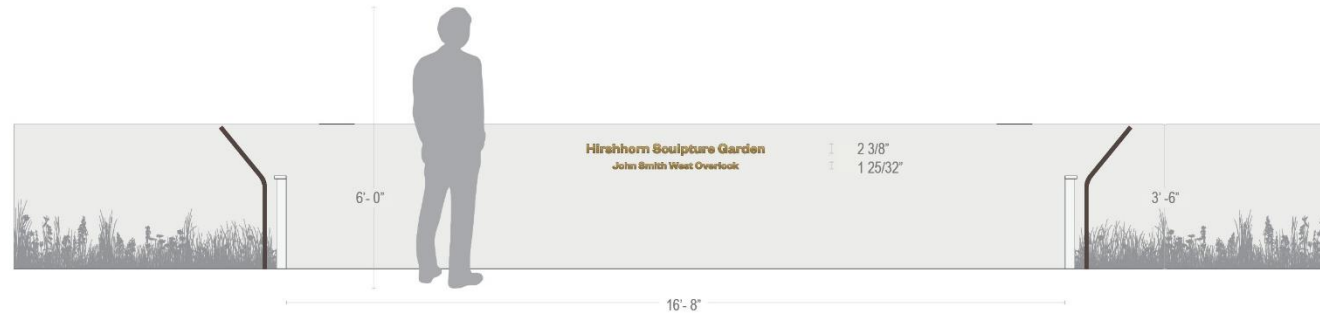 Hirshhorn Sculpture Garden
2 3/8"
John Smith West Overlook
1 25/32"
6'- 0"
3' -6"
16'- 8"